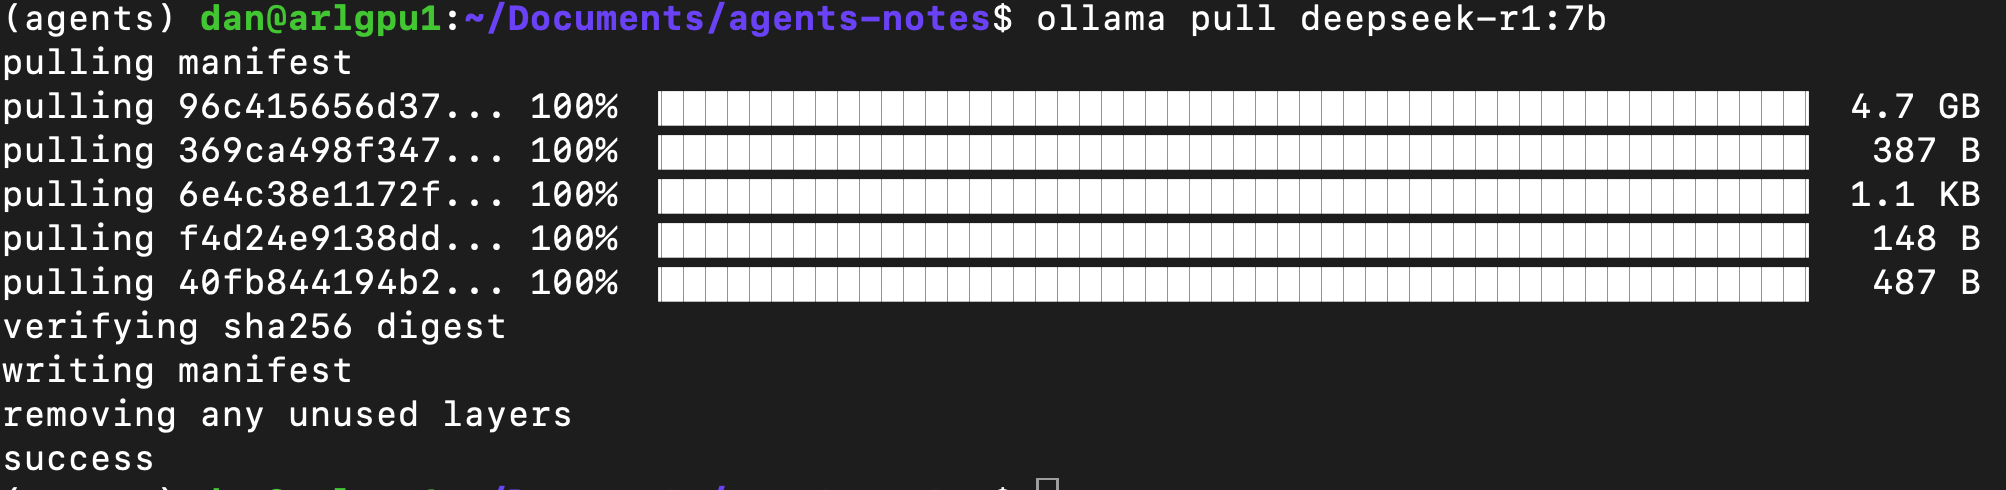 (agents) dan@arlgpu1:~/Documents/agents-notes$ ollama pull deepseek-r1:7b
pulling manifest
pulling 96c415656d37... 100% 4.7 GB
pulling 369ca498f347... 100% 387 B
pulling 6e4c38e1172f... 100% 1.1 KB
pulling f4d24e9138dd... 100% 148 B
pulling 40fb844194b2... 100% 487 B
verifying sha256 digest
writing manifest
removing any unused layers
success